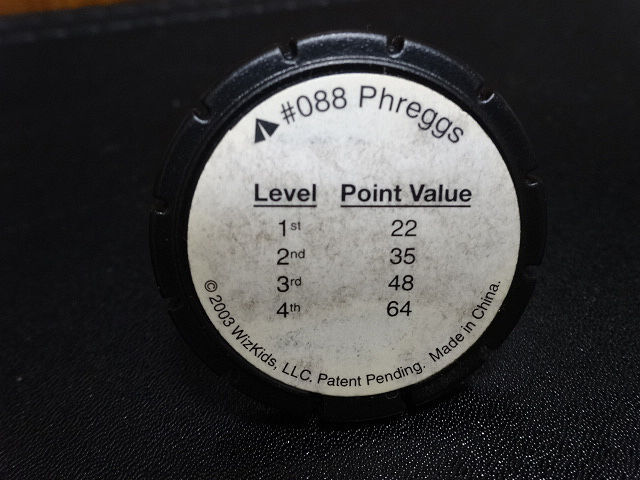 #088 Phreggs
Level Point Value
1st 22
2nd 35
3rd 48
4th 64
© 2003 WizKids, LLC. Patent Pending. Made in China.